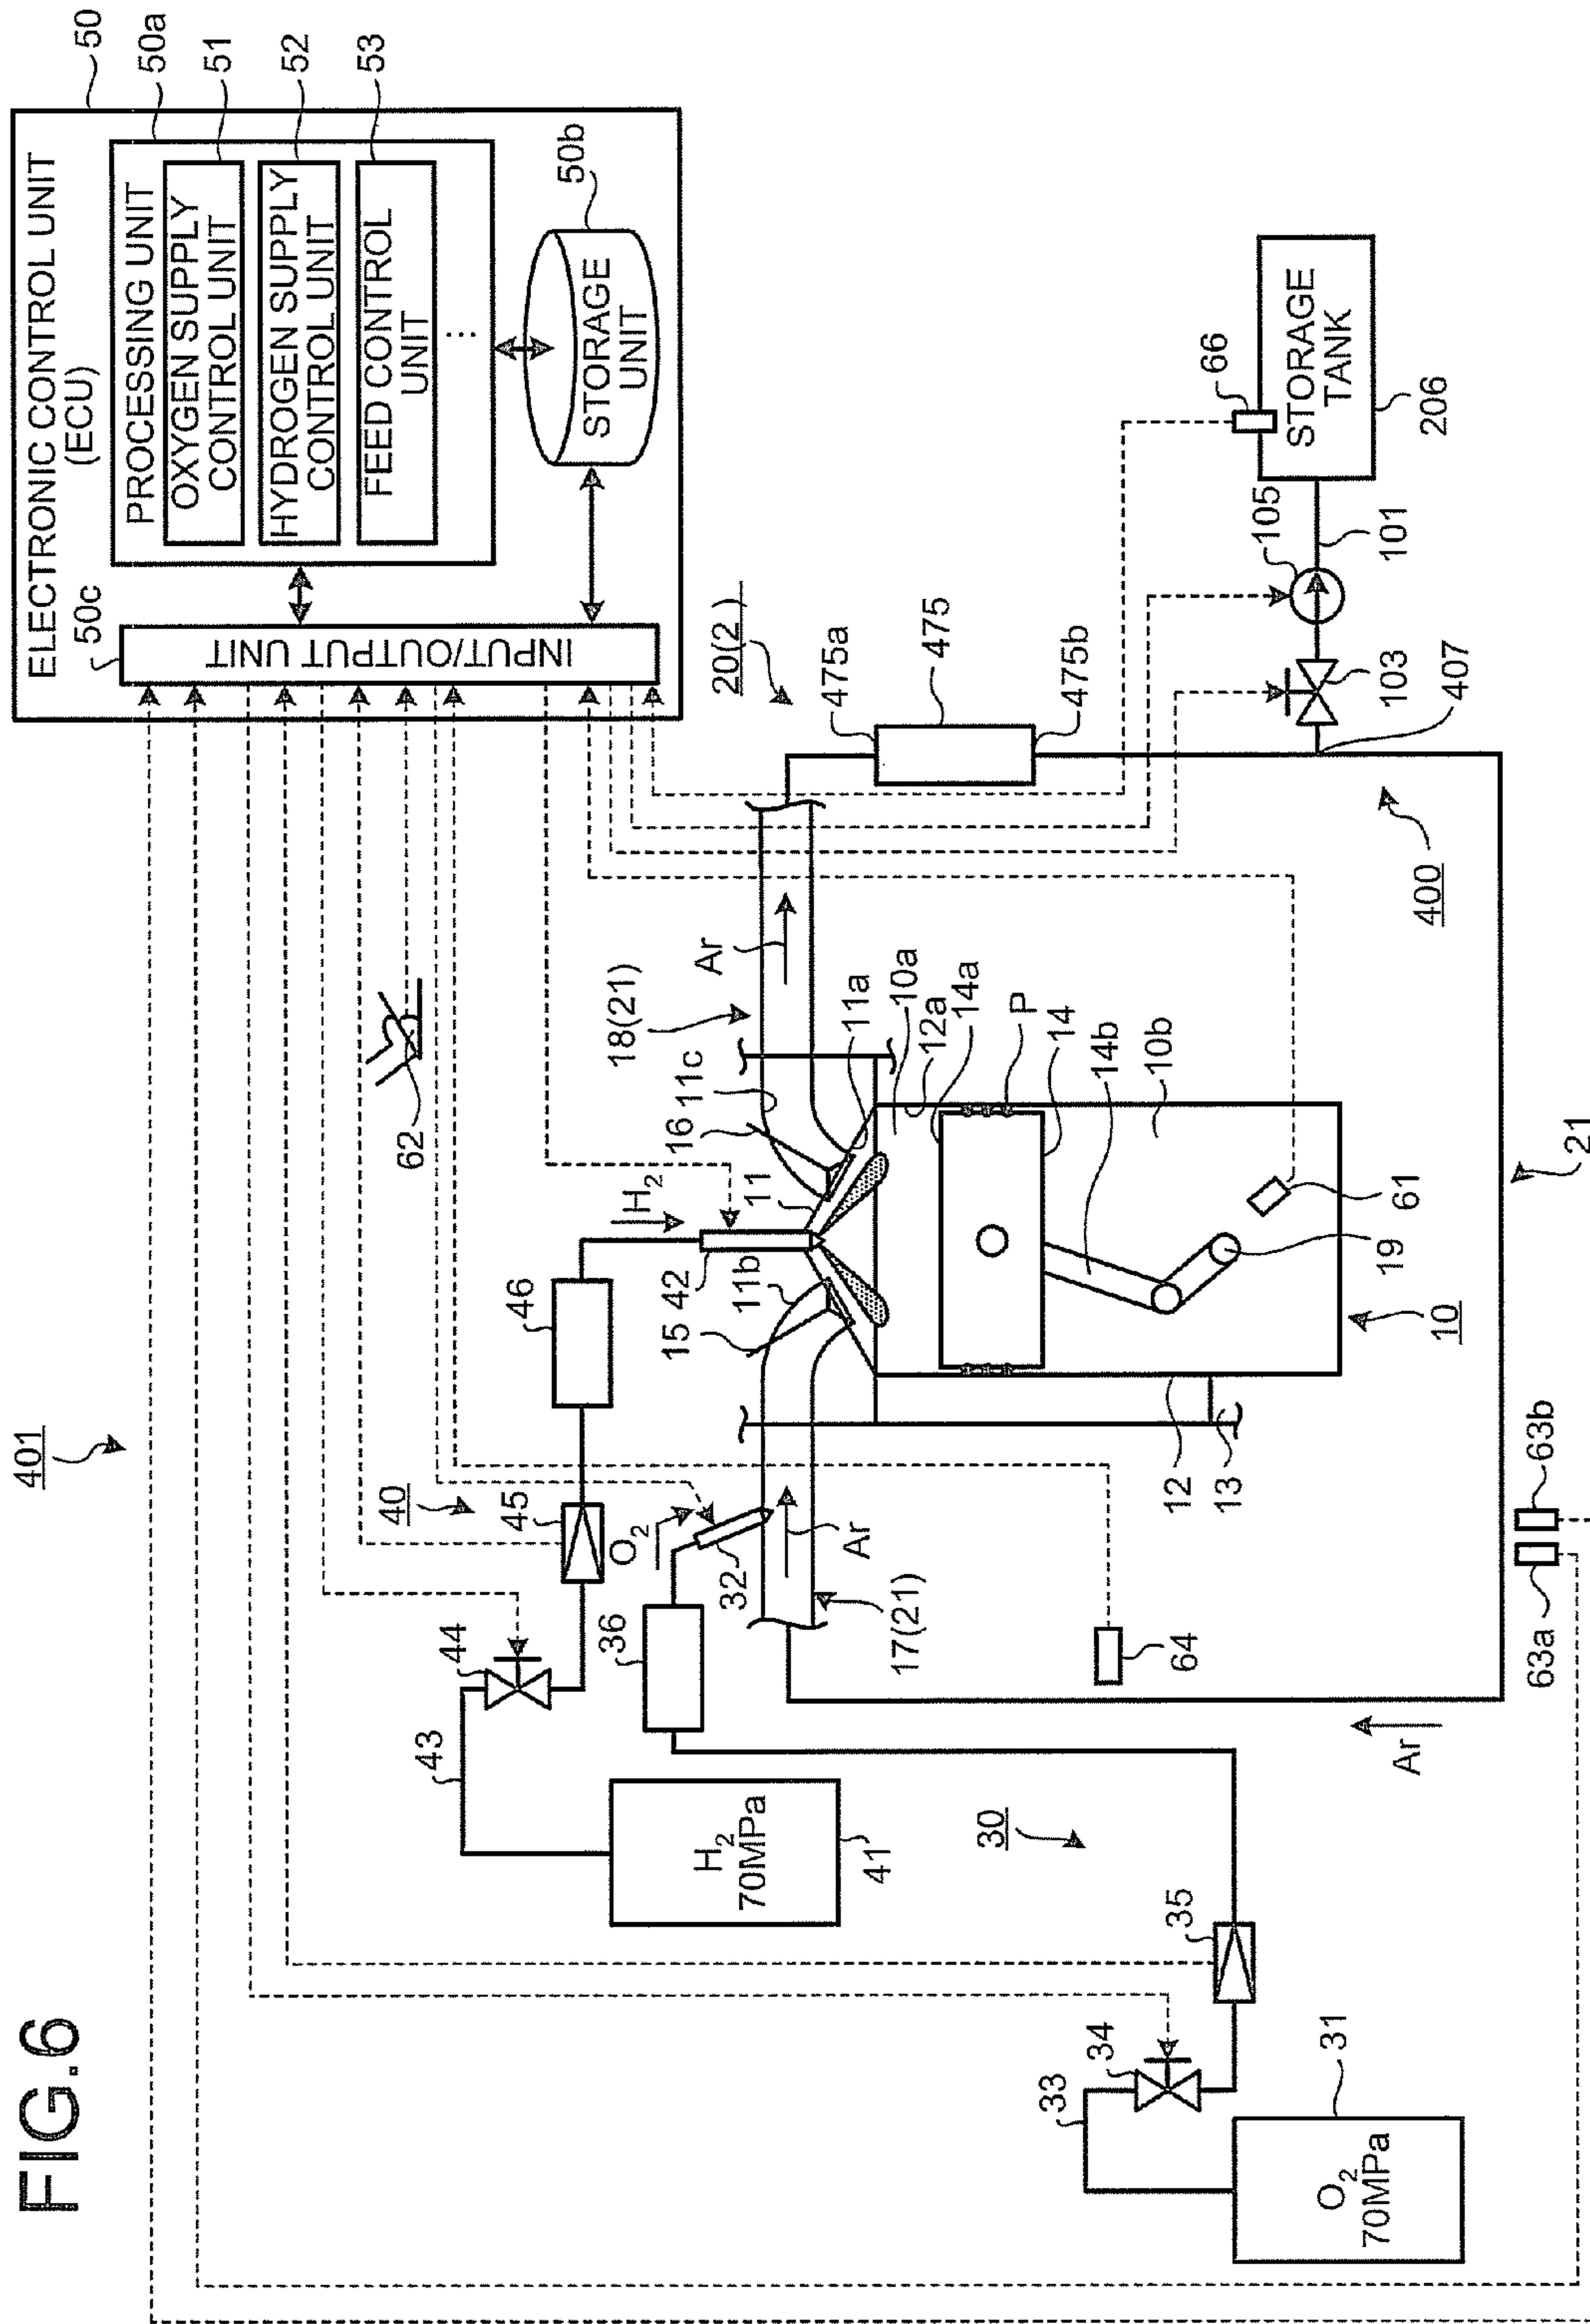 FIG.6
401
ELECTRONIC CONTROL UNIT
(ECU)
50
50a
51
52
53
50b
50c
PROCESSING UNIT
OXYGEN SUPPLY
CONTROL UNIT
HYDROGEN SUPPLY
CONTROL UNIT
FEED CONTROL
UNIT
...
STORAGE
UNIT
INPUT/OUTPUT UNIT
62
40
43
44
45
46
H2
42
H2
70MPa
41
36
O2
32
Ar
17(21)
15
11b
11
16
11c
18(21)
Ar
11a
10a
12a
14a
P
14
14b
10b
61
19
10
12
13
64
20(2 )
475a
475
475b
66
STORAGE
TANK
206
105
101
103
407
400
21
63a
63b
Ar
30
33
34
35
31
O2
70MPa